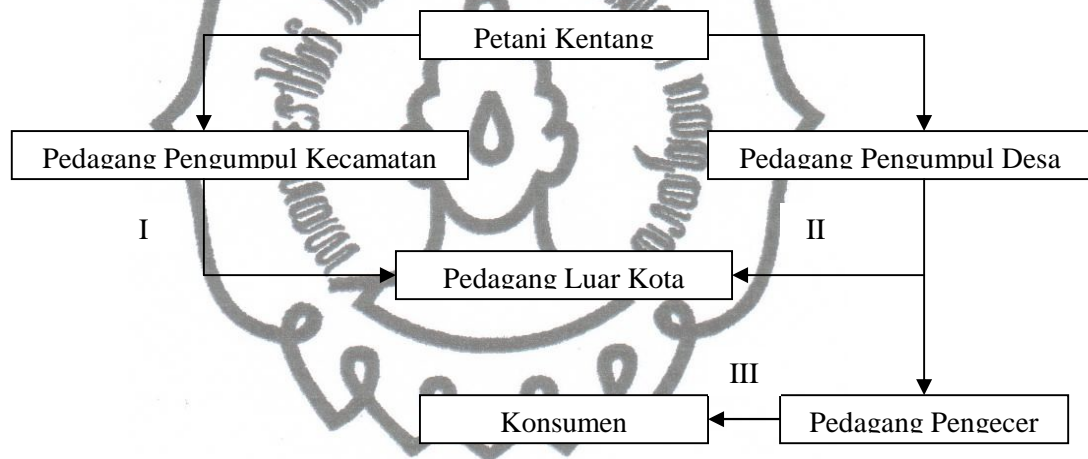 Petani Kentang
Pedagang Pengumpul Kecamatan
Pedagang Pengumpul Desa
I
II
Pedagang Luar Kota
III
Konsumen
Pedagang Pengecer